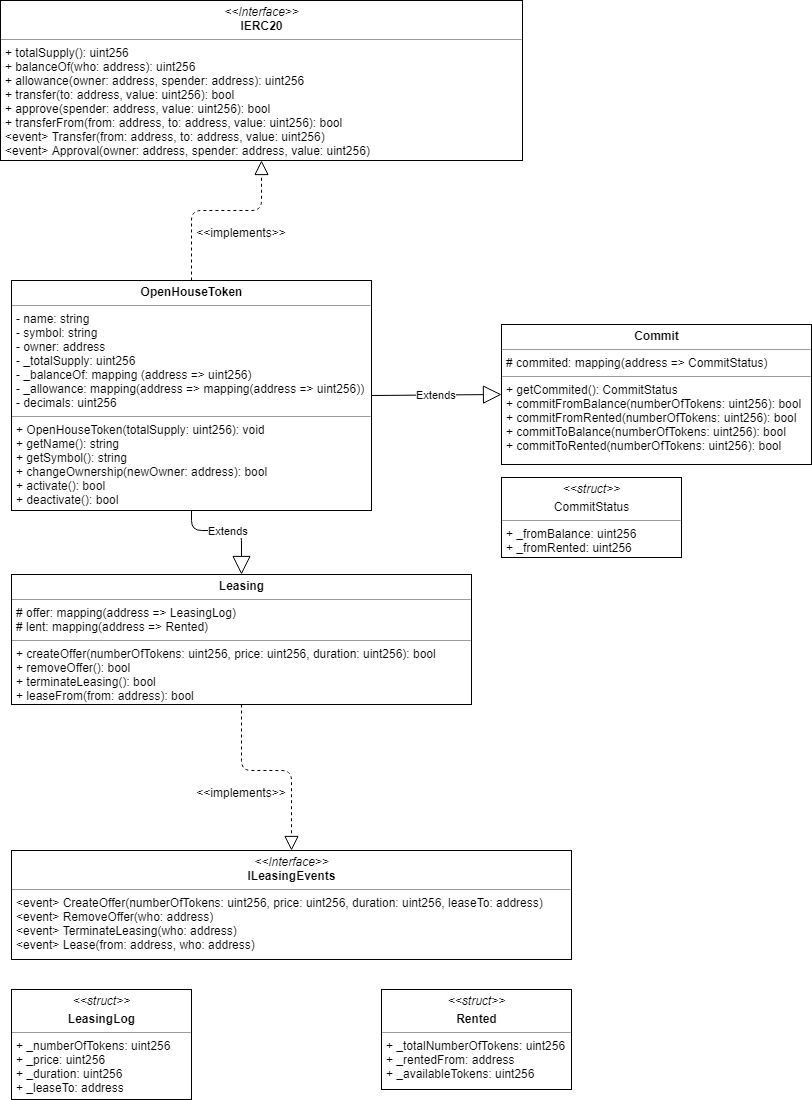 <<Interface>>
IERC20
+ totalSupply(): uint256
+ balanceOf(who: address): uint256
+ allowance(owner: address, spender: address): uint256
+ transfer(to: address, value: uint256): bool
+ approve(spender: address, value: uint256): bool
+ transferFrom(from: address, to: address, value: uint256): bool
<event> Transfer(from: address, to: address, value: uint256)
<event> Approval(owner: address, spender: address, value: uint256)
<<implements>>
OpenHouseToken
- name: string
- symbol: string
- owner: address
- _totalSupply: uint256
- _balanceOf: mapping (address => uint256)
- _allowance: mapping(address => mapping(address => uint256))
- decimals: uint256
+ OpenHouseToken(totalSupply: uint256): void
+ getName(): string
+ getSymbol(): string
+ changeOwnership(newOwner: address): bool
+ activate(): bool
+ deactivate(): bool
Extends
Commit
# commited: mapping(address => CommitStatus)
+ getCommited(): CommitStatus
+ commitFromBalance(numberOfTokens: uint256): bool
+ commitFromRented(numberOfTokens: uint256): bool
+ commitToBalance(numberOfTokens: uint256): bool
+ commitToRented(numberOfTokens: uint256): bool
<<struct>>
CommitStatus
+ _fromBalance: uint256
+ _fromRented: uint256
Extends
Leasing
# offer: mapping(address => LeasingLog)
# lent: mapping(address => Rented)
+ createOffer(numberOfTokens: uint256, price: uint256, duration: uint256): bool
+ removeOffer(): bool
+ terminateLeasing(): bool
+ leaseFrom(from: address): bool
<<implements>>
<<Interface>>
ILeasingEvents
<event> CreateOffer(numberOfTokens: uint256, price: uint256, duration: uint256, leaseTo: address)
<event> RemoveOffer(who: address)
<event> TerminateLeasing(who: address)
<event> Lease(from: address, who: address)
<<struct>>
LeasingLog
+ _numberOfTokens: uint256
+ _price: uint256
+ _duration: uint256
+ _leaseTo: address
<<struct>>
Rented
+ _totalNumberOfTokens: uint256
+ _rentedFrom: address
+ _availableTokens: uint256